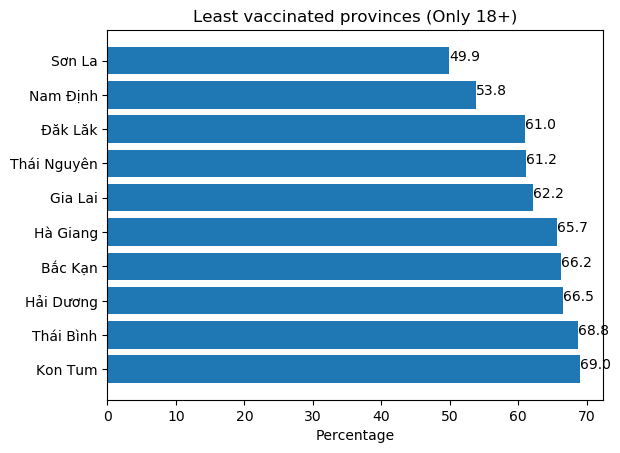 Least vaccinated provinces (Only 18+)
Sơn La 49.9
Nam Định 53.8
Đăk Lăk 61.0
Thái Nguyên 61.2
Gia Lai 62.2
Hà Giang 65.7
Bắc Kạn 66.2
Hải Dương 66.5
Thái Bình 68.8
Kon Tum 69.0
0 10 20 30 40 50 60 70
Percentage